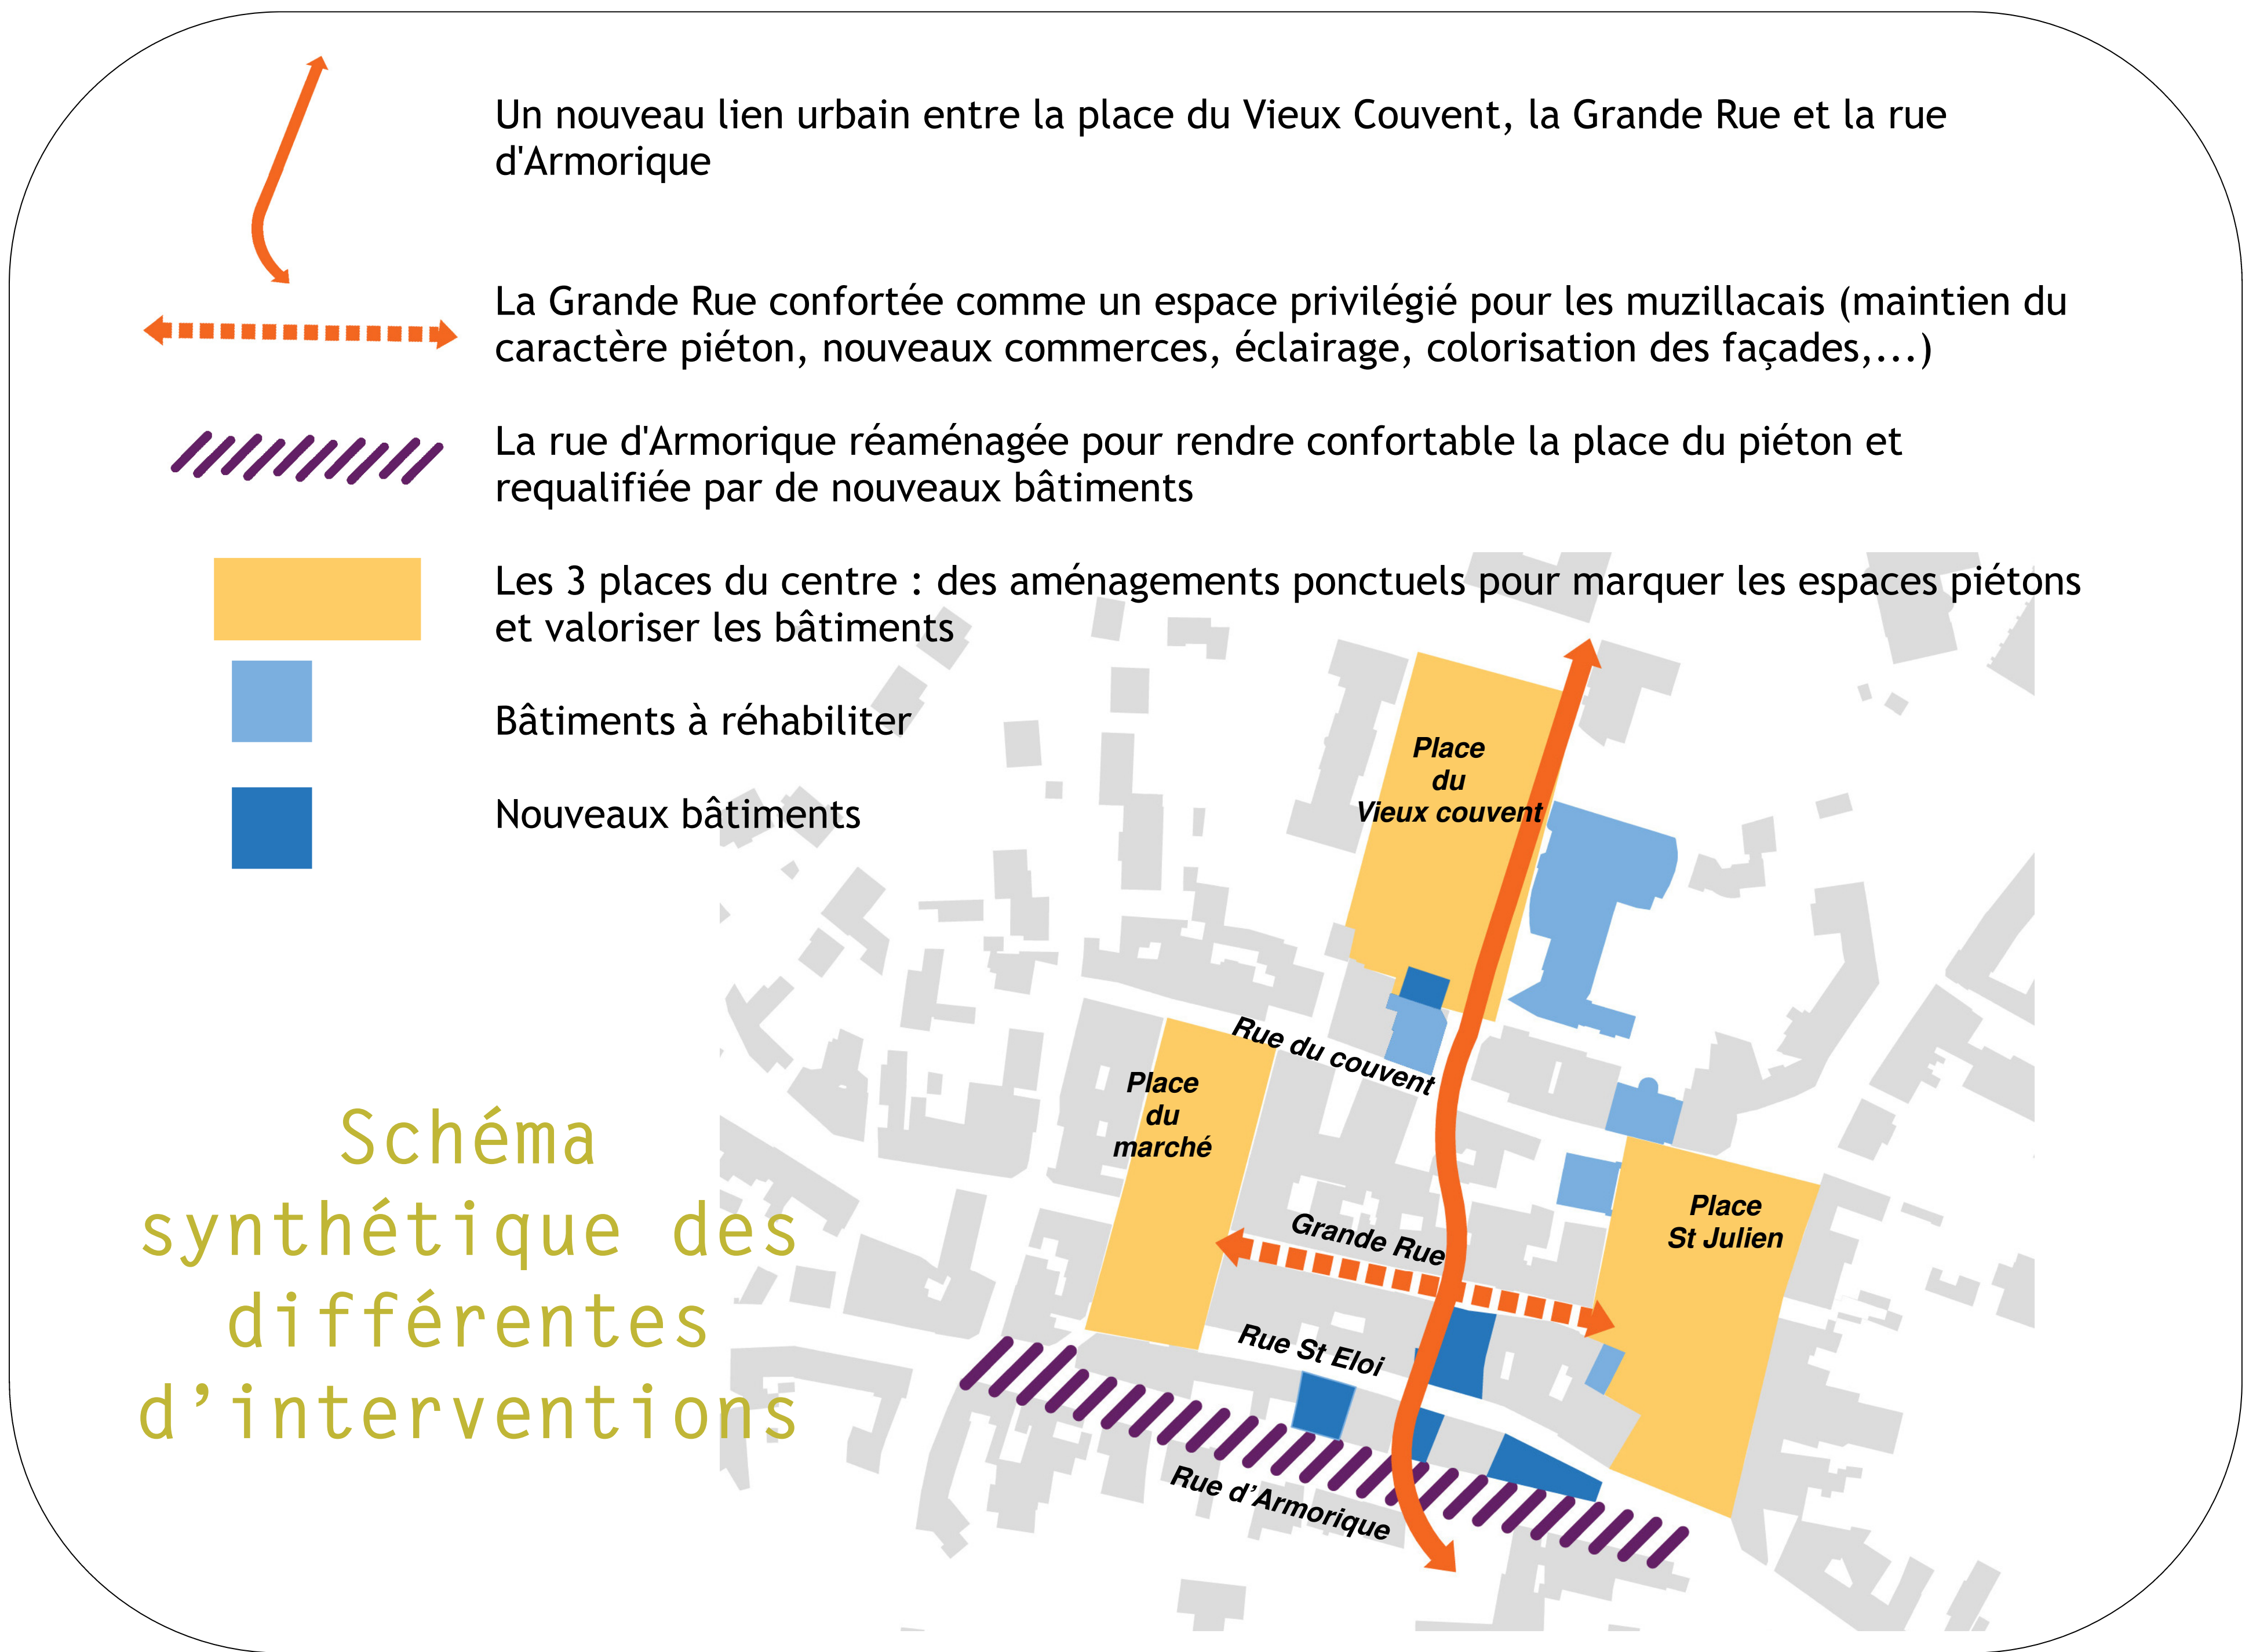 Un nouveau lien urbain entre la place du Vieux Couvent, la Grande Rue et la rue
d'Armorique
La Grande Rue confortée comme un espace privilégié pour les muzillacais (maintien du
caractère piéton, nouveaux commerces, éclairage, colorisation des façades,...)
La rue d'Armorique réaménagée pour rendre confortable la place du piéton et
requalifiée par de nouveaux bâtiments
Les 3 places du centre : des aménagements ponctuels pour marquer les espaces piétons
et valoriser les bâtiments
Bâtiments à réhabiliter
Nouveaux bâtiments
Place
du
Vieux couvent
Rue du couvent
Place
du
marché
Place
St Julien
Grande Rue
Rue St Eloi
Rue d’Armorique
Schéma
synthétique des
différentes
d’interventions